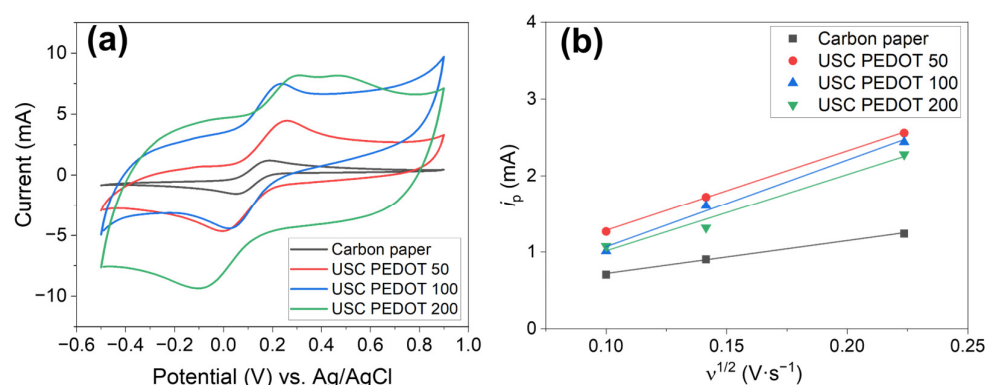 (a)
10
5
0
−5
−10
Current (mA)
Carbon paper
USC PEDOT 50
USC PEDOT 100
USC PEDOT 200
−0.6 −0.4 −0.2 0.0 0.2 0.4 0.6 0.8 1.0
Potential (V) vs. Ag/AgCl
(b)
4
3
2
1
0
iₚ (mA)
Carbon paper
USC PEDOT 50
USC PEDOT 100
USC PEDOT 200
0.10 0.15 0.20 0.25
ν¹ᐟ² (V·s⁻¹)